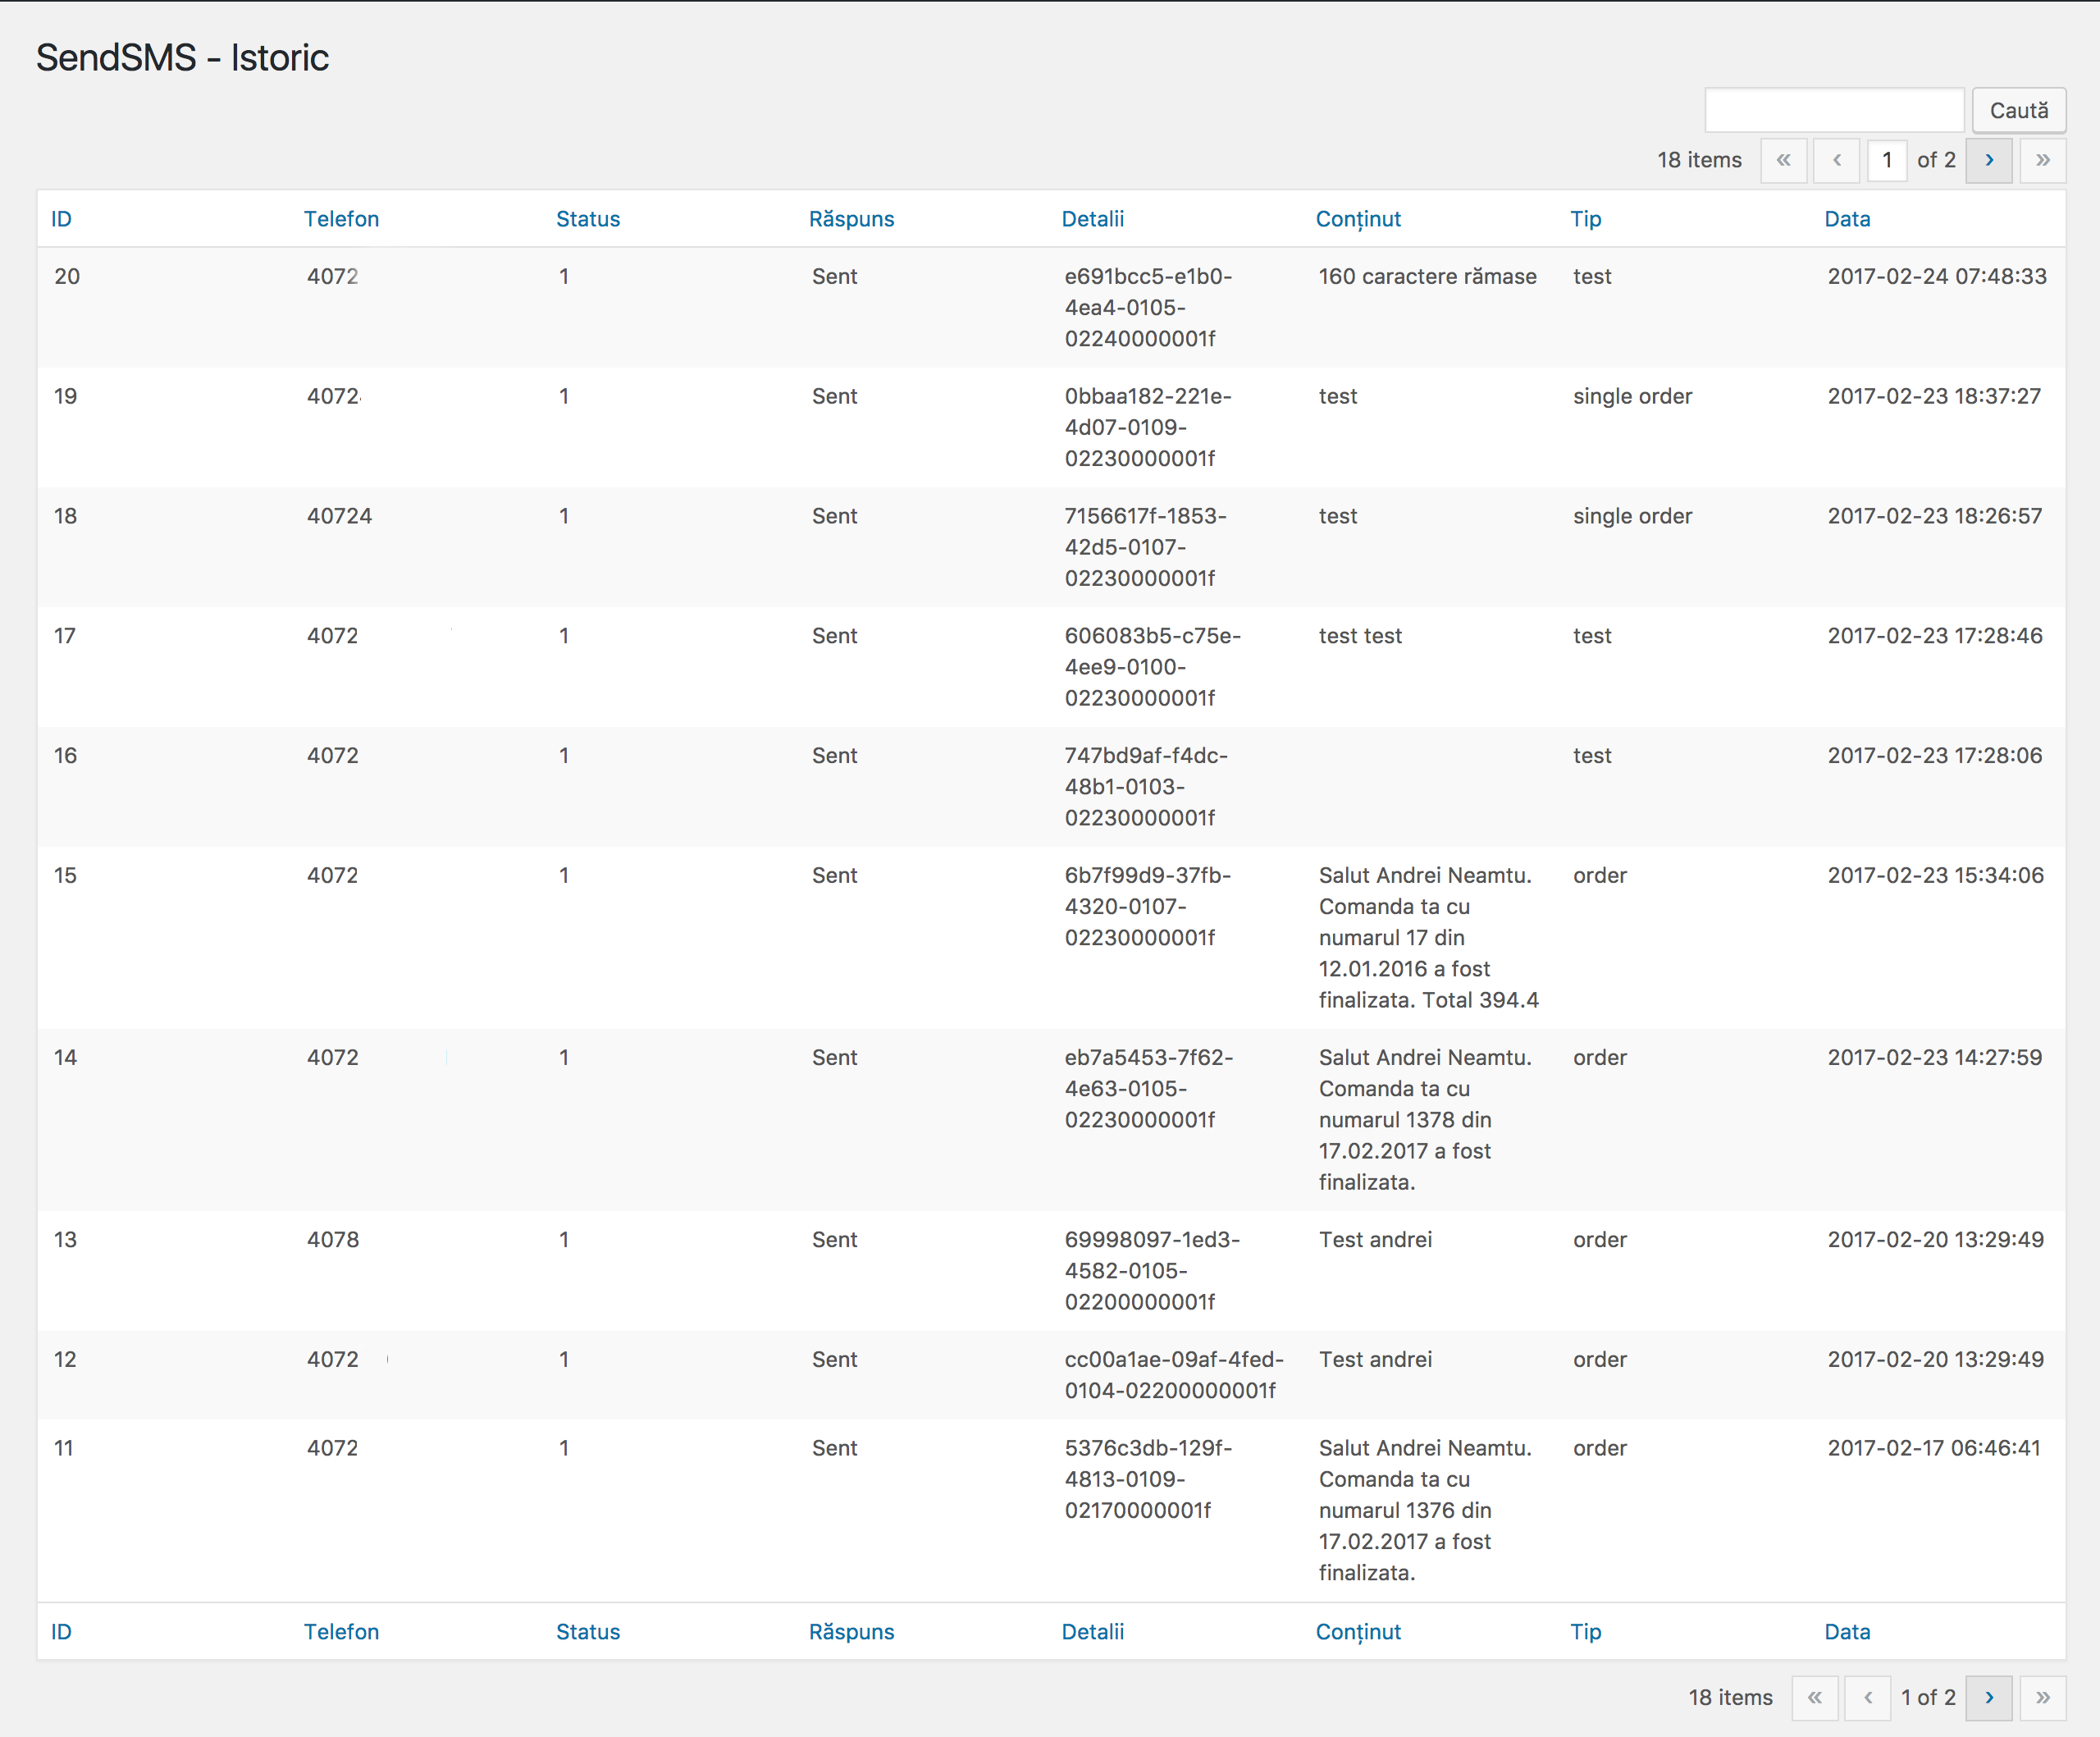 SendSMS - Istoric
Caută
18 items « ‹ 1 of 2 › »
ID Telefon Status Răspuns Detalii Conținut Tip Data
20 4072 1 Sent e691bcc5-e1b0- 160 caractere rămase test 2017-02-24 07:48:33
4ea4-0105-
02240000001f
19 4072 1 Sent 0bbaa182-221e- test single order 2017-02-23 18:37:27
4d07-0109-
02230000001f
18 40724 1 Sent 7156617f-1853- test single order 2017-02-23 18:26:57
42d5-0107-
02230000001f
17 4072 1 Sent 606083b5-c75e- test test test 2017-02-23 17:28:46
4ee9-0100-
02230000001f
16 4072 1 Sent 747bd9af-f4dc- test 2017-02-23 17:28:06
48b1-0103-
02230000001f
15 4072 1 Sent 6b7f99d9-37fb- Salut Andrei Neamtu. order 2017-02-23 15:34:06
4320-0107- Comanda ta cu
02230000001f numarul 17 din
12.01.2016 a fost
finalizata. Total 394.4
14 4072 1 Sent eb7a5453-7f62- Salut Andrei Neamtu. order 2017-02-23 14:27:59
4e63-0105- Comanda ta cu
02230000001f numarul 1378 din
17.02.2017 a fost
finalizata.
13 4078 1 Sent 69998097-1ed3- Test andrei order 2017-02-20 13:29:49
4582-0105-
02200000001f
12 4072 1 Sent cc00a1ae-09af-4fed- Test andrei order 2017-02-20 13:29:49
0104-02200000001f
11 4072 1 Sent 5376c3db-129f- Salut Andrei Neamtu. order 2017-02-17 06:46:41
4813-0109- Comanda ta cu
02170000001f numarul 1376 din
17.02.2017 a fost
finalizata.
ID Telefon Status Răspuns Detalii Conținut Tip Data
18 items « ‹ 1 of 2 › »